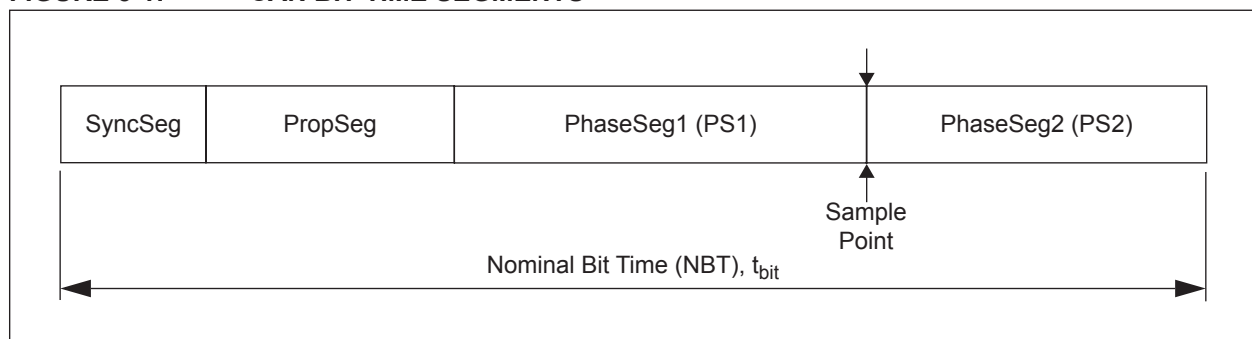 SyncSeg
PropSeg
PhaseSeg1 (PS1)
PhaseSeg2 (PS2)
Sample
Point
Nominal Bit Time (NBT), tbit